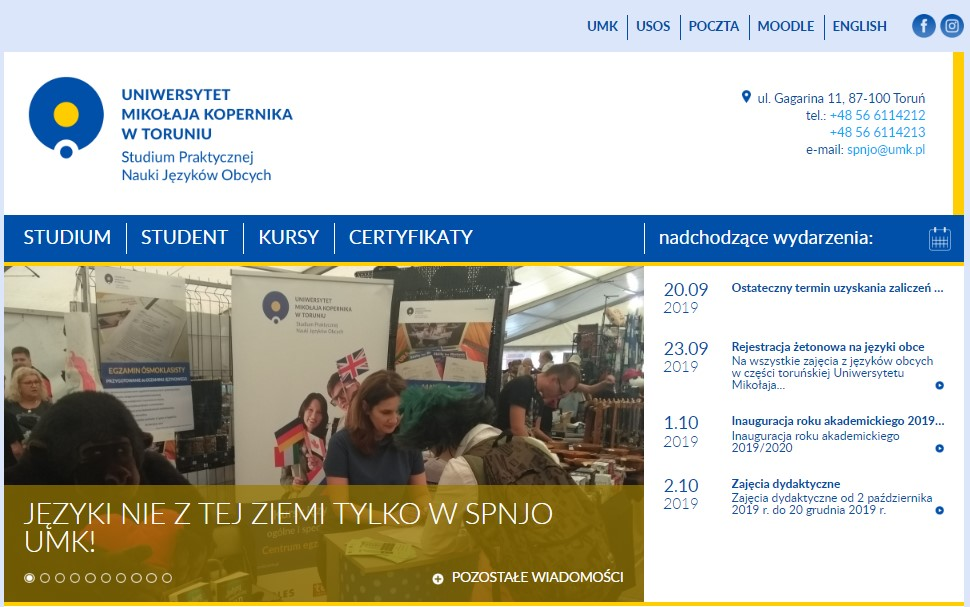 UMK
USOS
POCZTA
MOODLE
ENGLISH
UNIWERSYTET
MIKOŁAJA KOPERNIKA
W TORUNIU
Studium Praktycznej
Nauki Języków Obcych
ul. Gagarina 11, 87-100 Toruń
tel.: +48 56 6114212
+48 56 6114213
e-mail: spnjo@umk.pl
STUDIUM
STUDENT
KURSY
CERTYFIKATY
nadchodzące wydarzenia:
UNIWERSYTET
MIKOŁAJA KOPERNIKA
W TORUNIU
Studium Praktycznej
Nauki Języków Obcych
EGZAMIN ÓSMOKLASISTY
JĘZYKI NIE Z TEJ ZIEMI TYLKO W SPNJO
UMK!
POZOSTAŁE WIADOMOŚCI
20.09
2019
Ostateczny termin uzyskania zaliczeń ...
23.09
2019
Rejestracja żetonowa na języki obce
Na wszystkie zajęcia z języków obcych
w części toruńskiej Uniwersytetu
Mikołaja...
1.10
2019
Inauguracja roku akademickiego 2019...
Inauguracja roku akademickiego
2019/2020
2.10
2019
Zajęcia dydaktyczne
Zajęcia dydaktyczne od 2 października
2019 r. do 20 grudnia 2019 r.